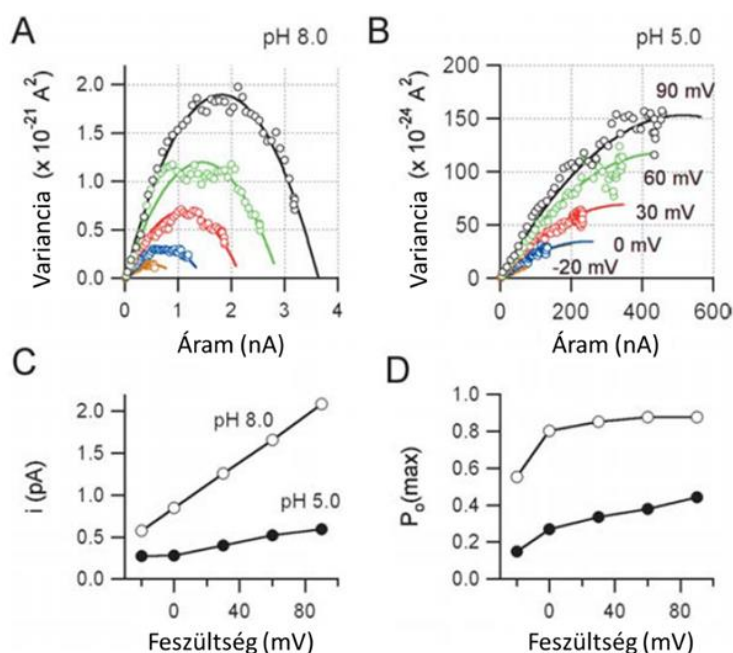 A
pH 8.0
Variancia (x 10⁻²¹ A²)
2.0
1.5
1.0
0.5
0.0
0
1
2
3
4
Áram (nA)
B
pH 5.0
Variancia (x 10⁻²⁴ A²)
200
150
100
50
0
90 mV
60 mV
30 mV
0 mV
-20 mV
0
200
400
600
Áram (nA)
C
i (pA)
2.0
1.5
1.0
0.5
0.0
pH 8.0
pH 5.0
0
40
80
Feszültség (mV)
D
Pₒ(max)
1.0
0.8
0.6
0.4
0.2
0.0
0
40
80
Feszültség (mV)